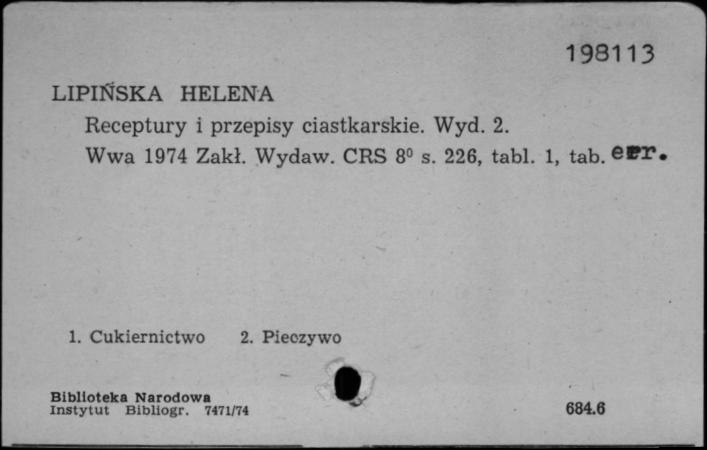 198113
LIPIŃSKA HELENA
Receptury i przepisy ciastkarskie. Wyd. 2.
Wwa 1974 Zakł. Wydaw. CRS 8⁰ s. 226, tabl. 1, tab. err.
1. Cukiernictwo 2. Pieczywo
Biblioteka Narodowa
Instytut Bibliogr. 7471/74
684.6